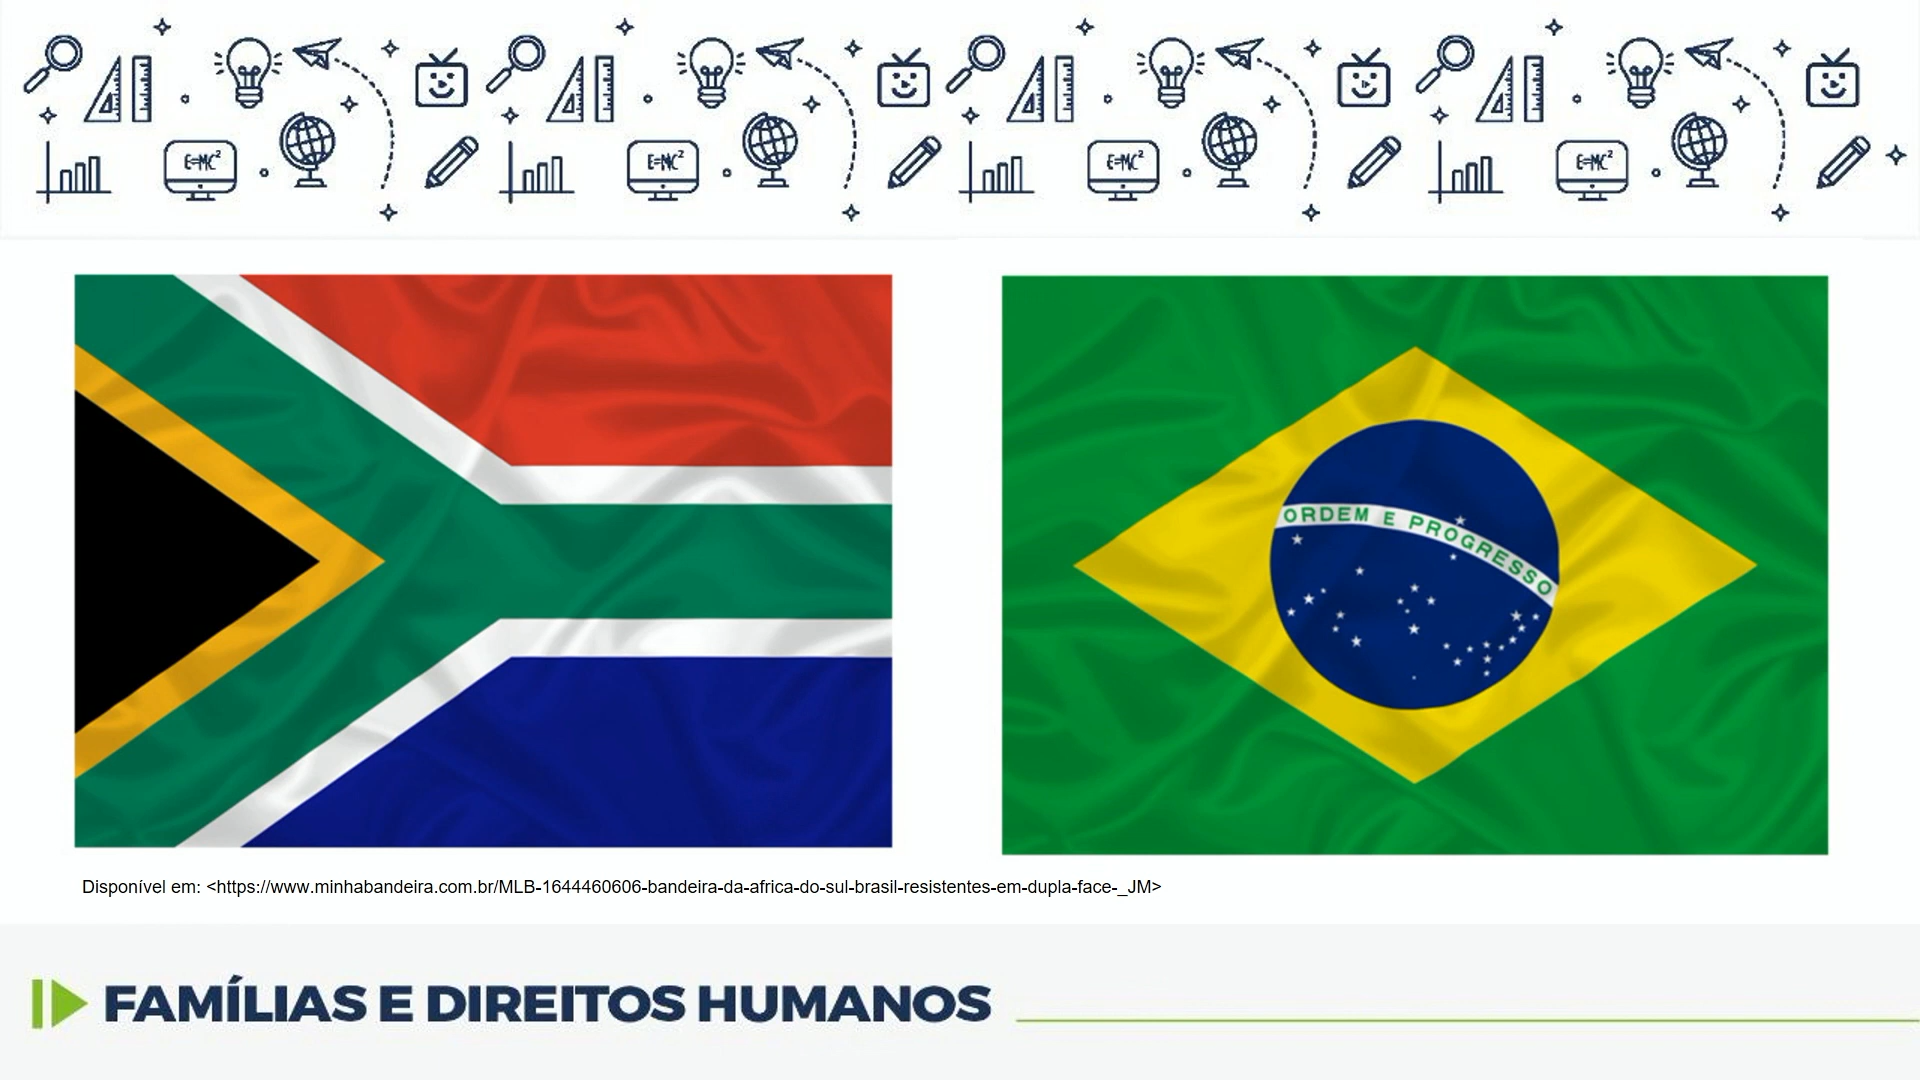 E=MC²
E=MC²
E=MC²
E=MC²
ORDEM E PROGRESSO
Disponível em: <https://www.minhabandeira.com.br/MLB-1644460606-bandeira-da-africa-do-sul-brasil-resistentes-em-dupla-face-_JM>
FAMÍLIAS E DIREITOS HUMANOS